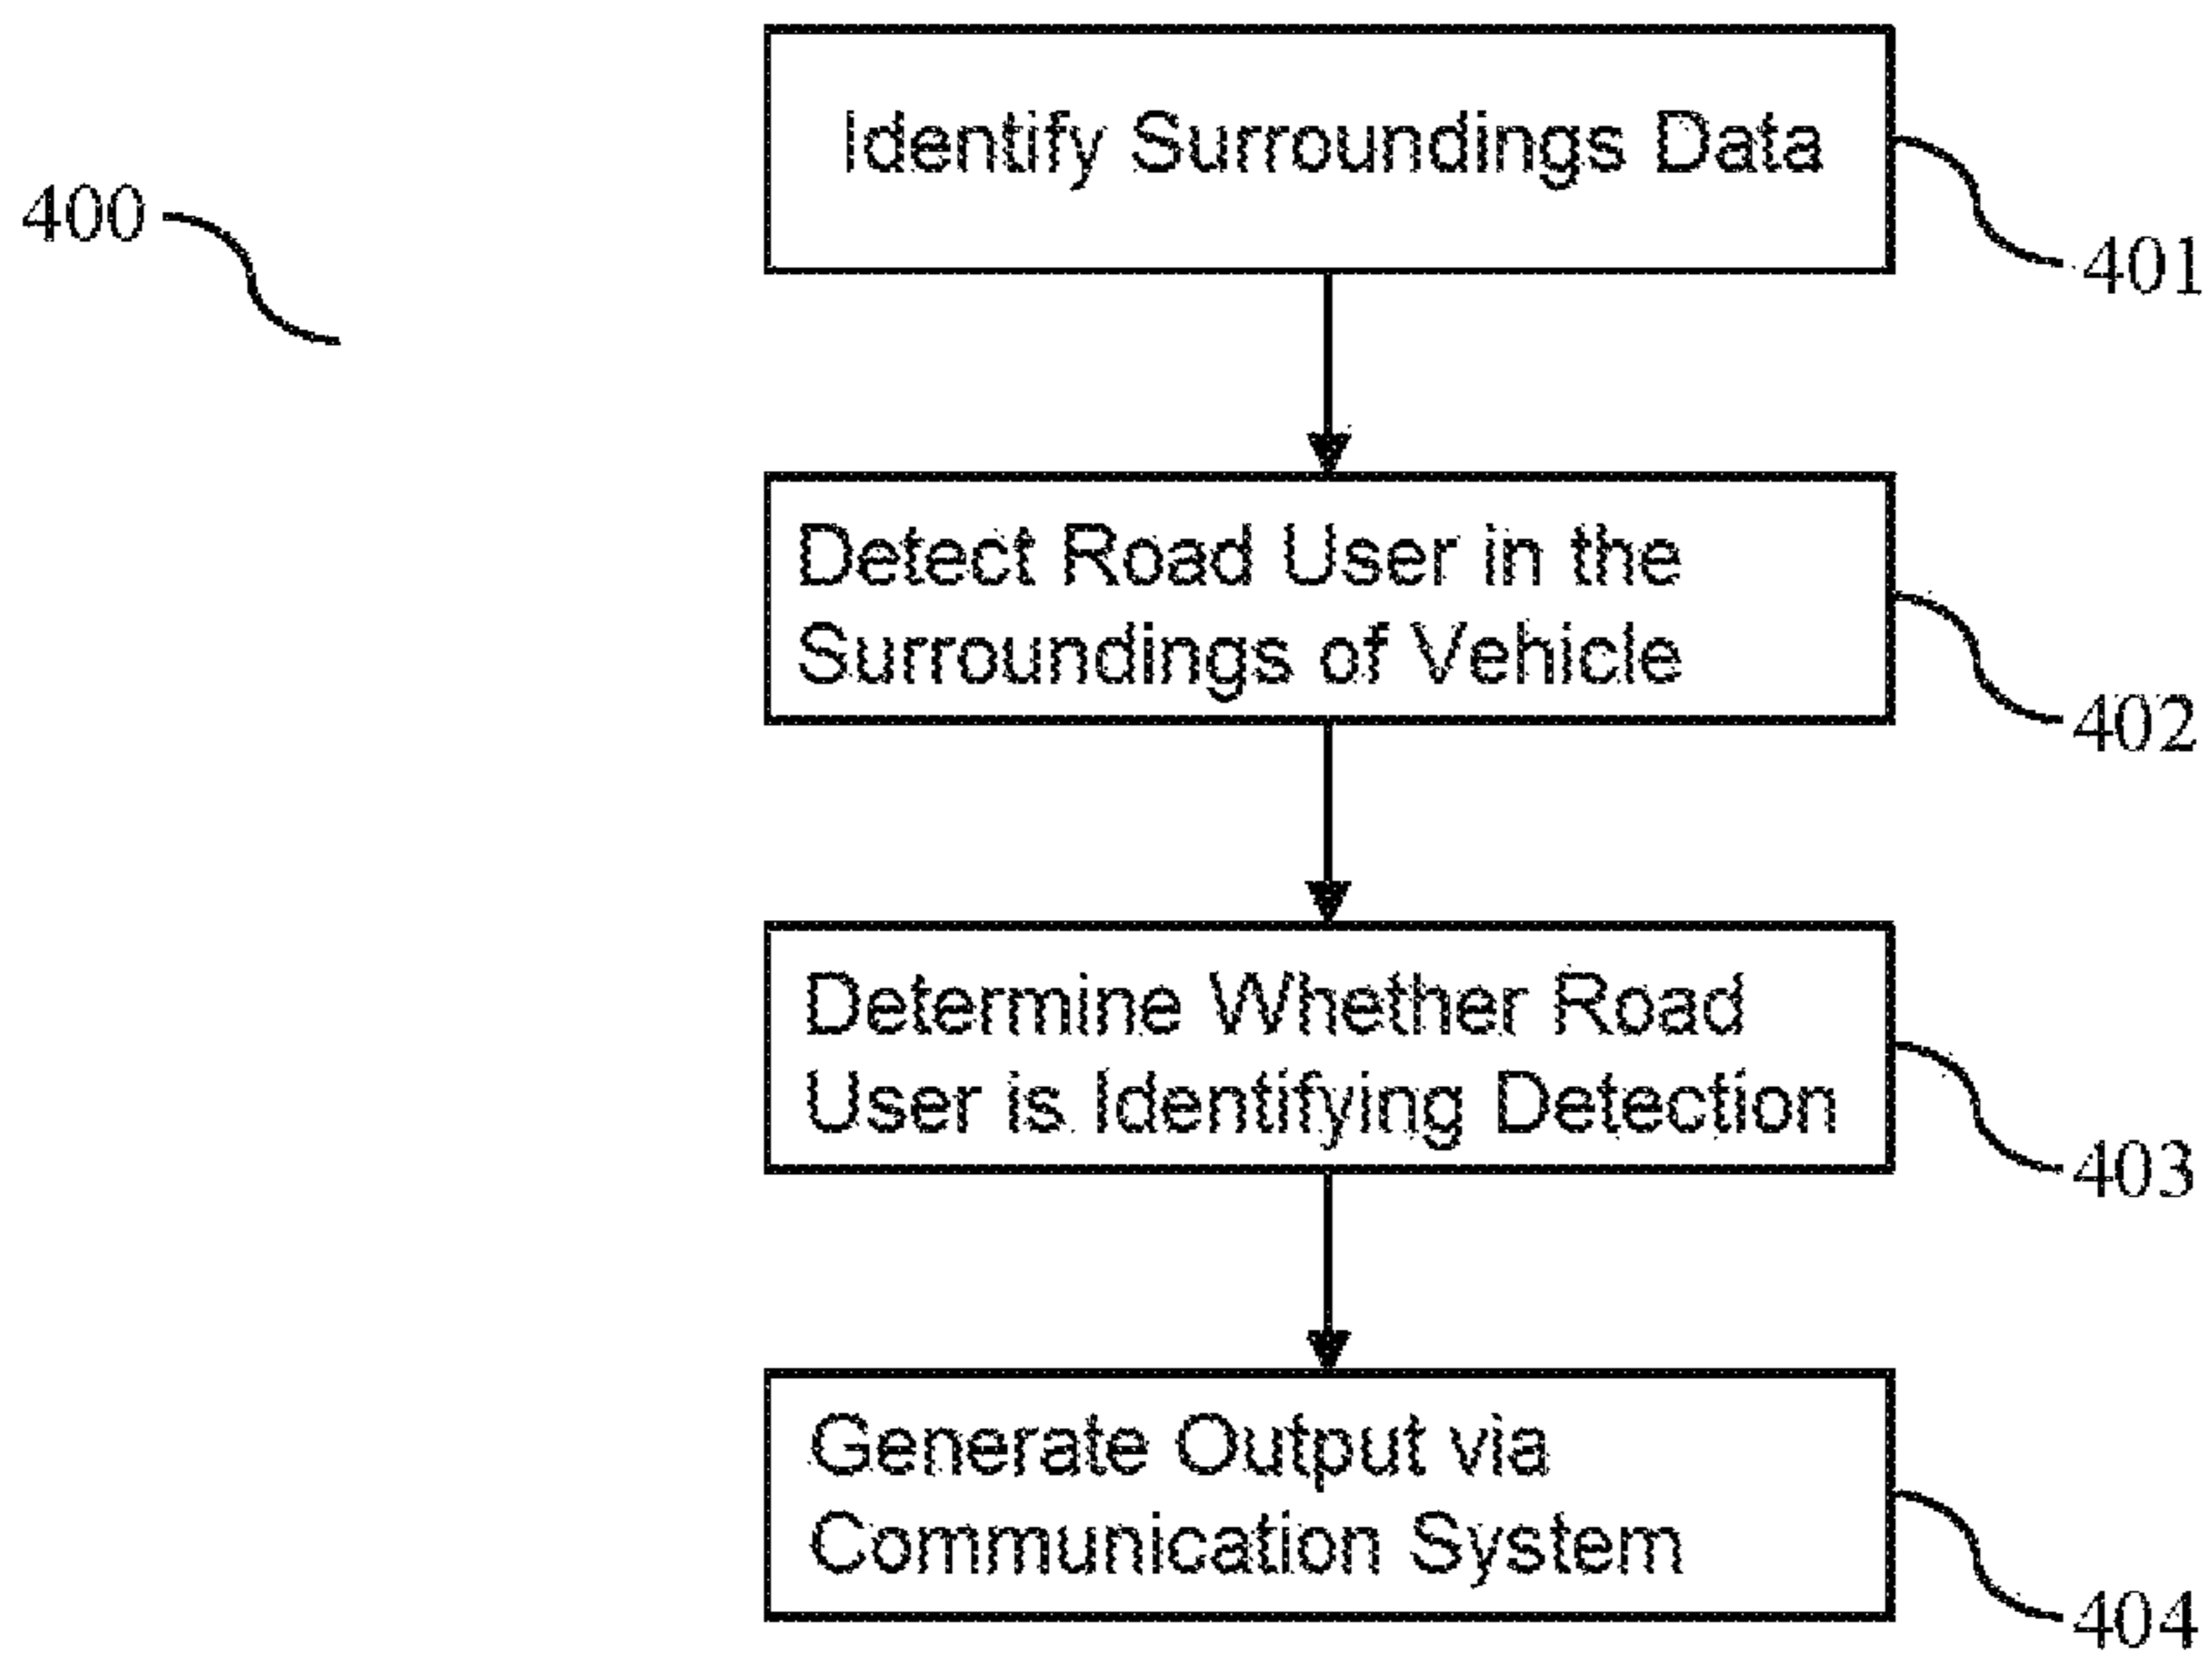 Identify Surroundings Data
400
401
Detect Road User in the
Surroundings of Vehicle
402
Determine Whether Road
User is Identifying Detection
403
Generate Output via
Communication System
404